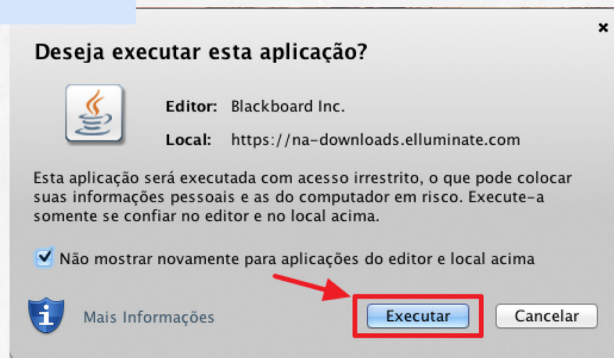 Deseja executar esta aplicação?
Editor: Blackboard Inc.
Local: https://na-downloads.elluminate.com
Esta aplicação será executada com acesso irrestrito, o que pode colocar
suas informações pessoais e as do computador em risco. Execute-a
somente se confiar no editor e no local acima.
Não mostrar novamente para aplicações do editor e local acima
Mais Informações
Executar
Cancelar